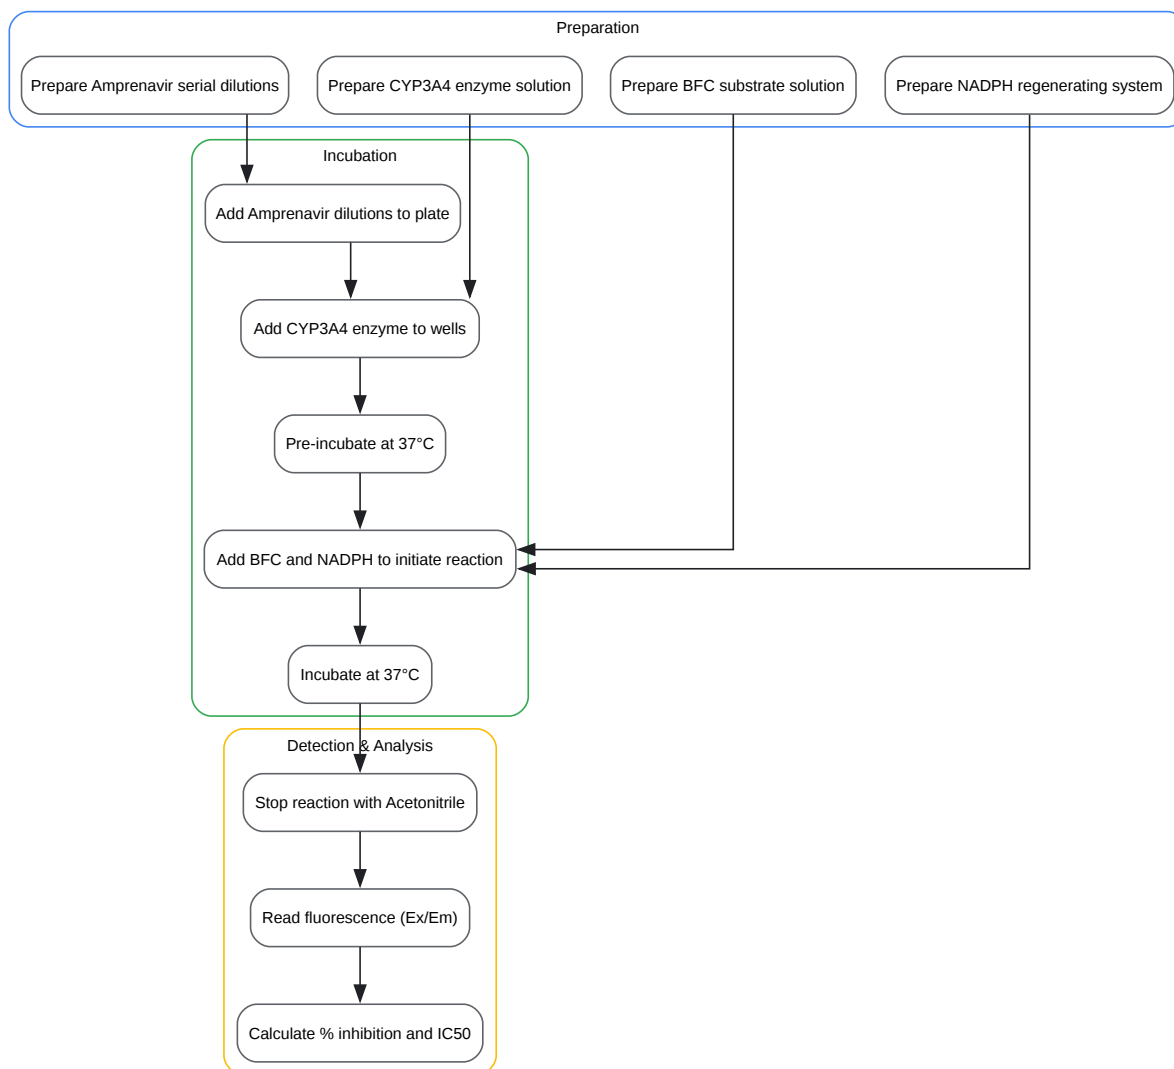 Preparation
Prepare Amprenavir serial dilutions
Prepare CYP3A4 enzyme solution
Prepare BFC substrate solution
Prepare NADPH regenerating system
Incubation
Add Amprenavir dilutions to plate
Add CYP3A4 enzyme to wells
Pre-incubate at 37°C
Add BFC and NADPH to initiate reaction
Incubate at 37°C
Detection & Analysis
Stop reaction with Acetonitrile
Read fluorescence (Ex/Em)
Calculate % inhibition and IC50